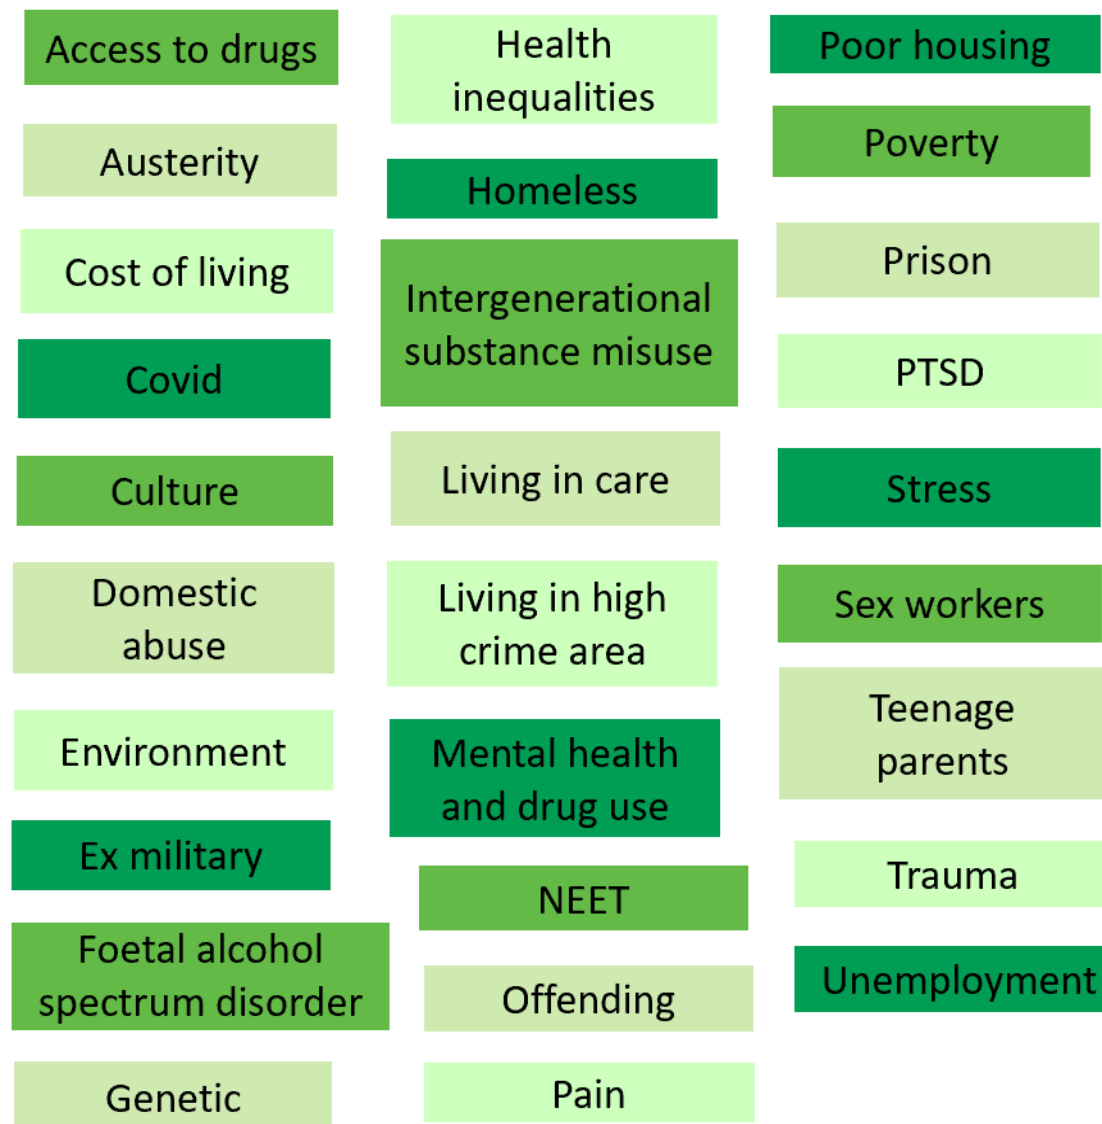 Access to drugs
Austerity
Cost of living
Covid
Culture
Domestic
abuse
Environment
Ex military
Foetal alcohol
spectrum disorder
Genetic
Health
inequalities
Homeless
Intergenerational
substance misuse
Living in care
Living in high
crime area
Mental health
and drug use
NEET
Offending
Pain
Poor housing
Poverty
Prison
PTSD
Stress
Sex workers
Teenage
parents
Trauma
Unemployment